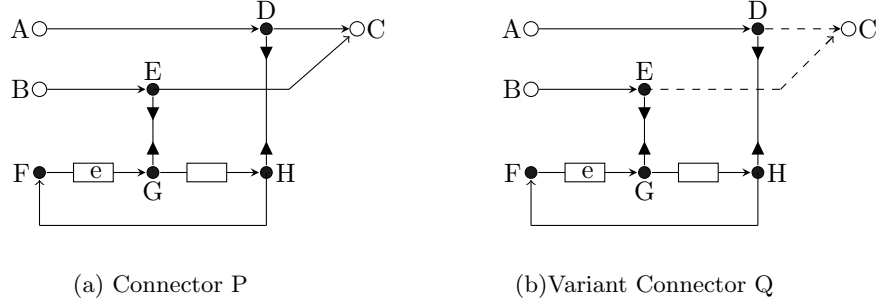 D D
A C A C
E E
B B
F e H F e H
G G
(a) Connector P (b)Variant Connector Q